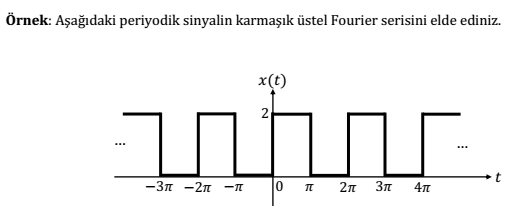 Örnek: Aşağıdaki periyodik sinyalin karmaşık üstel Fourier serisini elde ediniz.
x(t)
2
...
...
−3π −2π −π 0 π 2π 3π 4π t